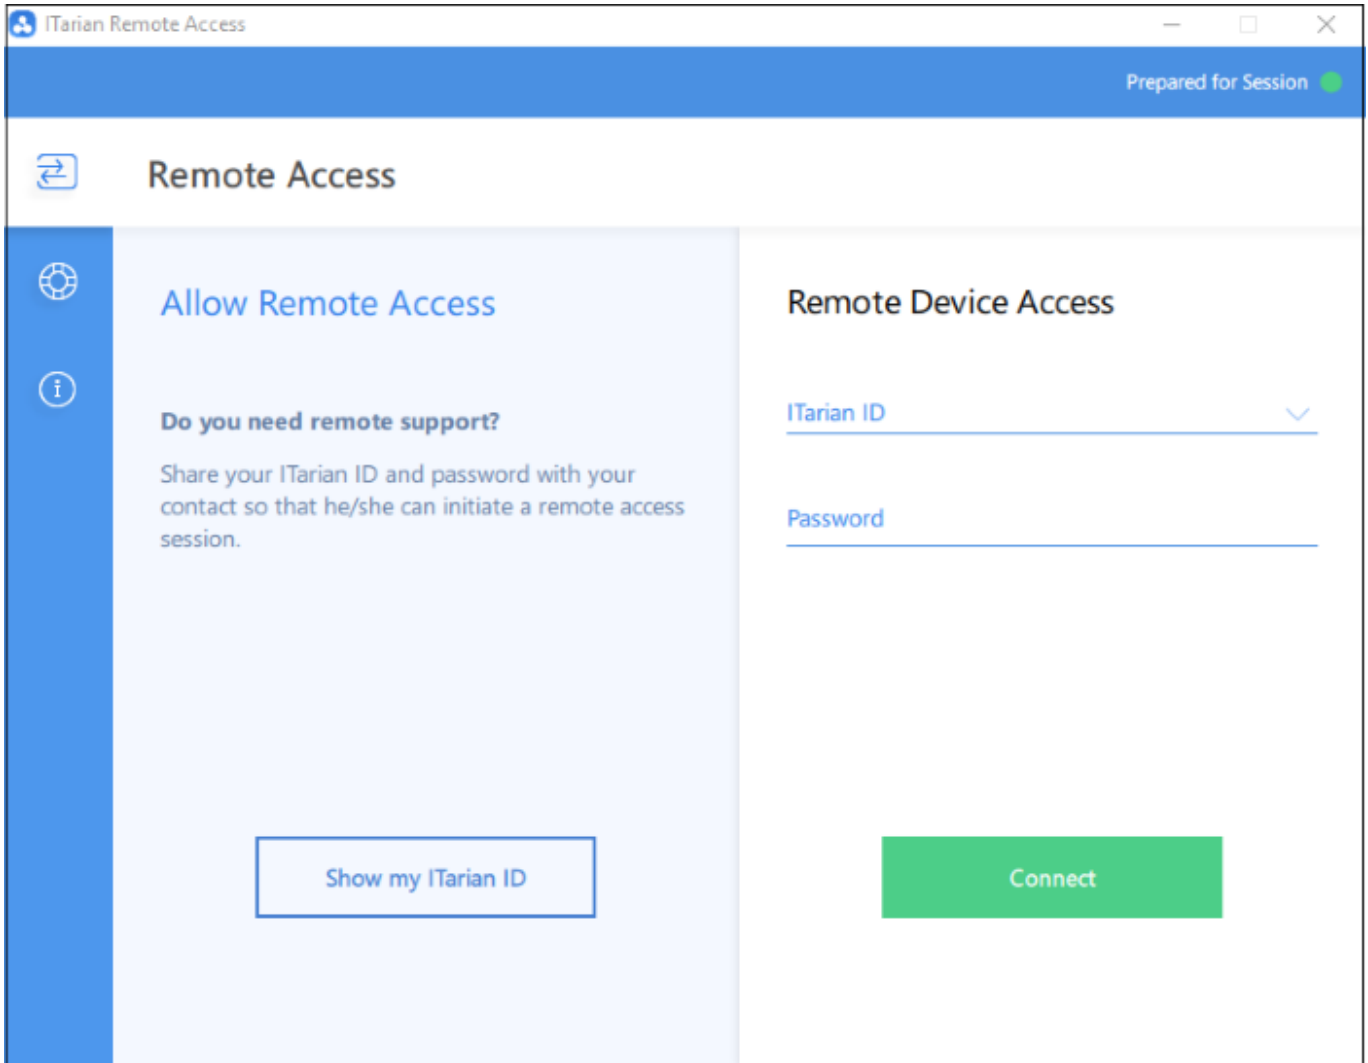 ITarian Remote Access
Prepared for Session
Remote Access
Allow Remote Access
Do you need remote support?
Share your ITarian ID and password with your
contact so that he/she can initiate a remote access
session.
Show my ITarian ID
Remote Device Access
ITarian ID
Password
Connect